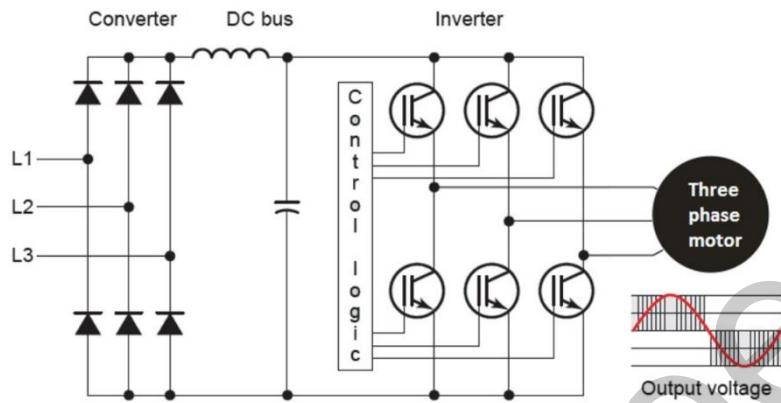 Converter DC bus Inverter
L1
L2
L3
Control logic
Three
phase
motor
Output voltage